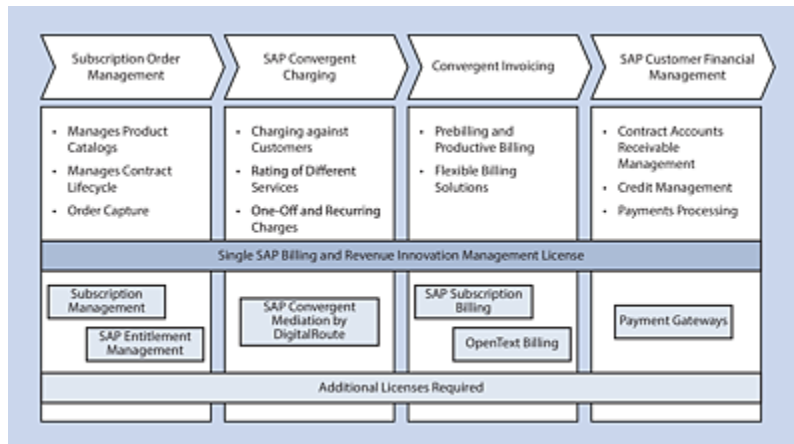 Subscription Order
Management
SAP Convergent
Charging
Convergent Invoicing
SAP Customer Financial
Management
• Manages Product
Catalogs
• Manages Contract
Lifecycle
• Order Capture
• Charging against
Customers
• Rating of Different
Services
• One-Off and Recurring
Charges
• Prebilling and
Productive Billing
• Flexible Billing
Solutions
• Contract Accounts
Receivable
Management
• Credit Management
• Payments Processing
Single SAP Billing and Revenue Innovation Management License
Subscription
Management
SAP Entitlement
Management
SAP Convergent
Mediation by
DigitalRoute
SAP Subscription
Billing
OpenText Billing
Payment Gateways
Additional Licenses Required